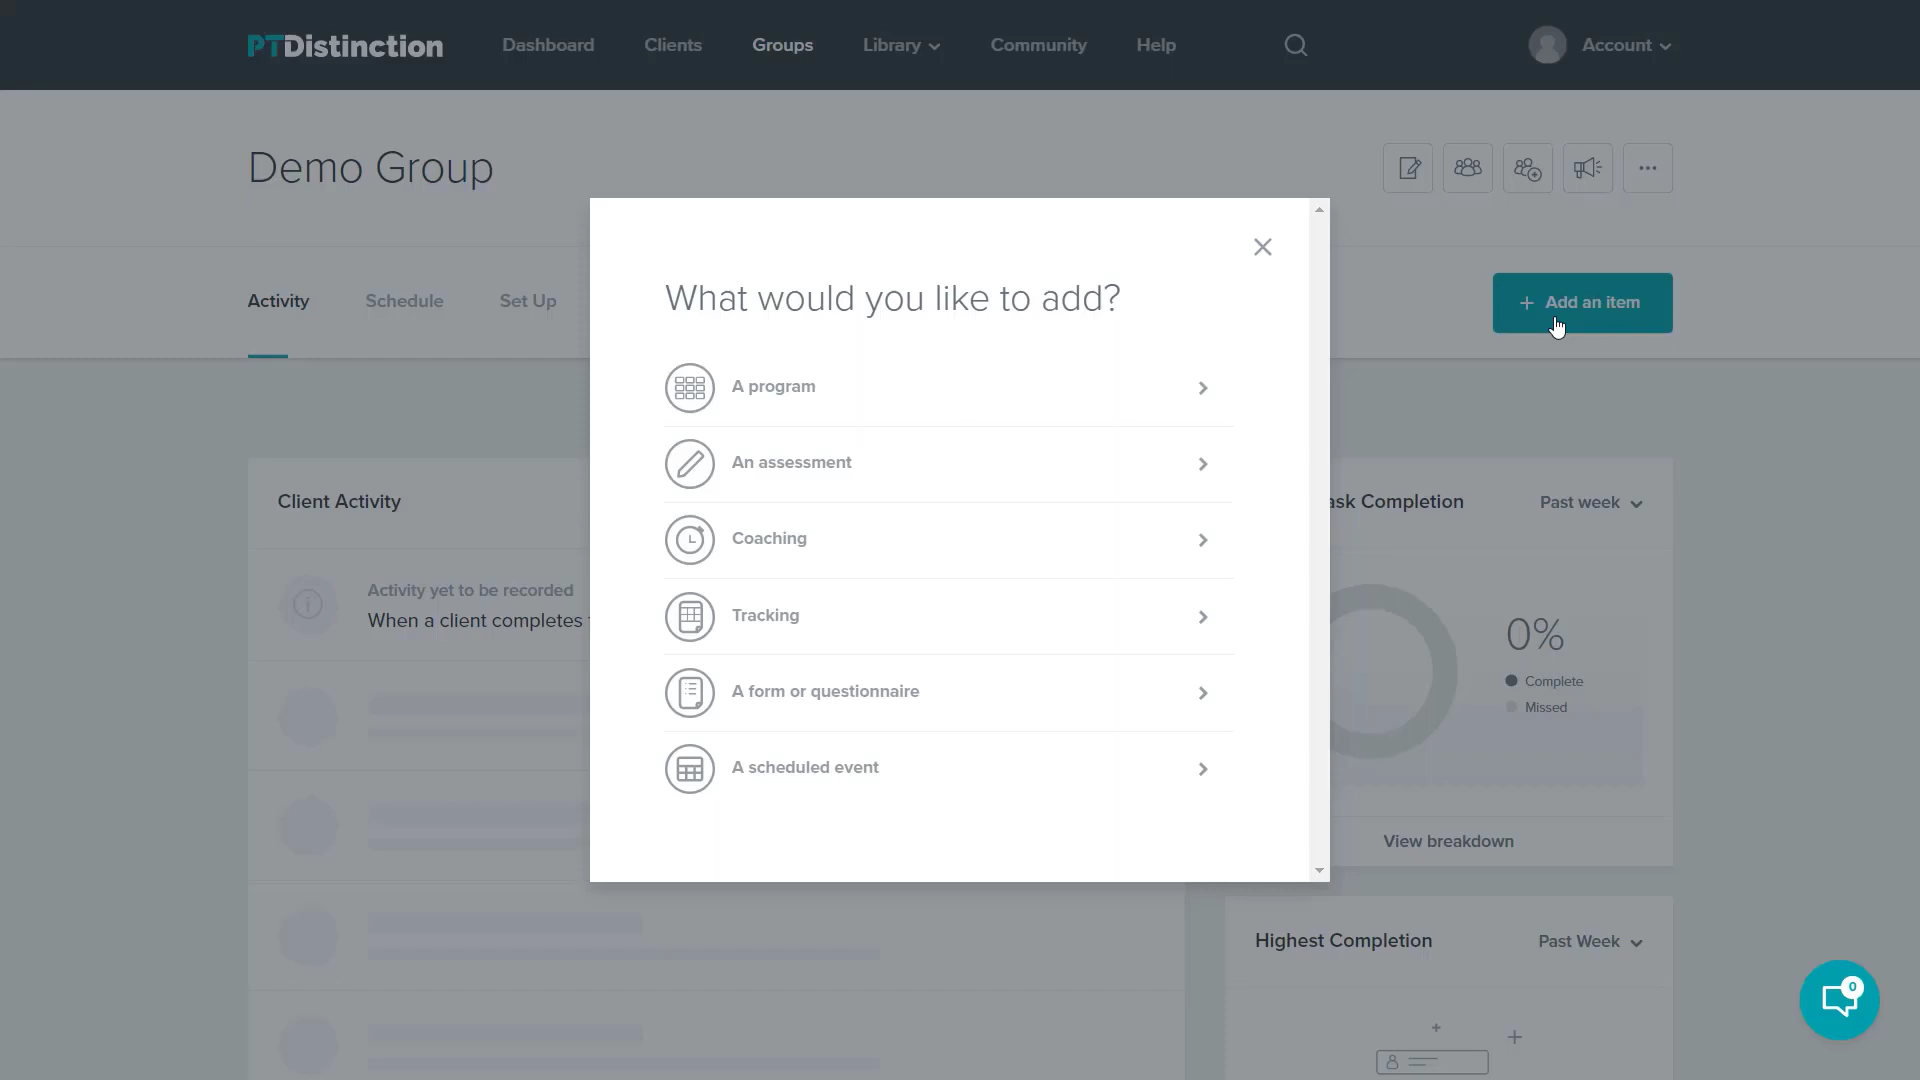 PTDistinction
Dashboard
Clients
Groups
Library
Community
Help
Account
Demo Group
Activity
Schedule
Set Up
+ Add an item
What would you like to add?
A program
An assessment
Coaching
Tracking
A form or questionnaire
A scheduled event
Client Activity
Activity yet to be recorded
When a client completes
ask Completion
Past week
0%
Complete
Missed
View breakdown
Highest Completion
Past Week
0